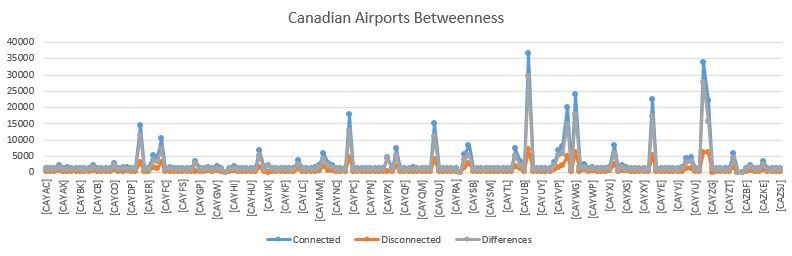 Canadian Airports Betweenness
40000
35000
30000
25000
20000
15000
10000
5000
0
[CAYAC]
[CAYAX]
[CAYBK]
[CAYCB]
[CAYCO]
[CAYDP]
[CAYER]
[CAYFC]
[CAYFS]
[CAYGP]
[CAYGW]
[CAYHI]
[CAYHU]
[CAYIK]
[CAYKF]
[CAYLC]
[CAYMM]
[CAYNC]
[CAYPC]
[CAYPN]
[CAYPX]
[CAYQF]
[CAYQM]
[CAYQU]
[CAYRA]
[CAYSB]
[CAYSM]
[CAYTL]
[CAYUB]
[CAYUY]
[CAYVP]
[CAYWG]
[CAYWP]
[CAYXJ]
[CAYXS]
[CAYXY]
[CAYYE]
[CAYYJ]
[CAYYU]
[CAYZG]
[CAYZT]
[CAZBF]
[CAZKE]
[CAZSJ]
Connected Disconnected Differences